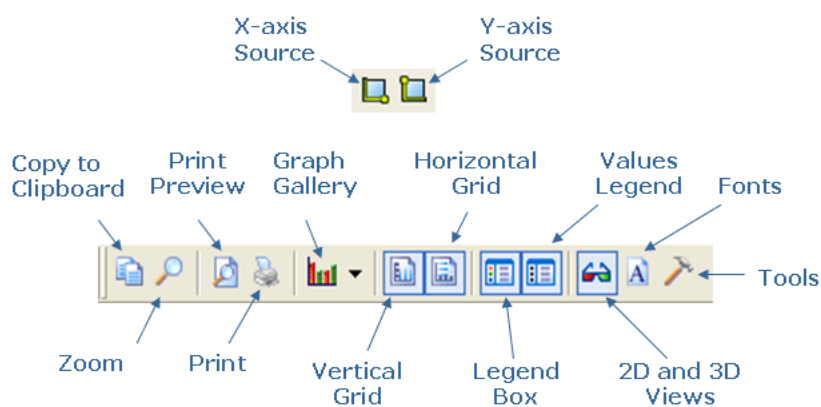 X-axis
Source
Y-axis
Source
Copy to
Clipboard
Print
Preview
Graph
Gallery
Horizontal
Grid
Values
Legend
Fonts
A
Tools
Zoom
Print
Vertical
Grid
Legend
Box
2D and 3D
Views